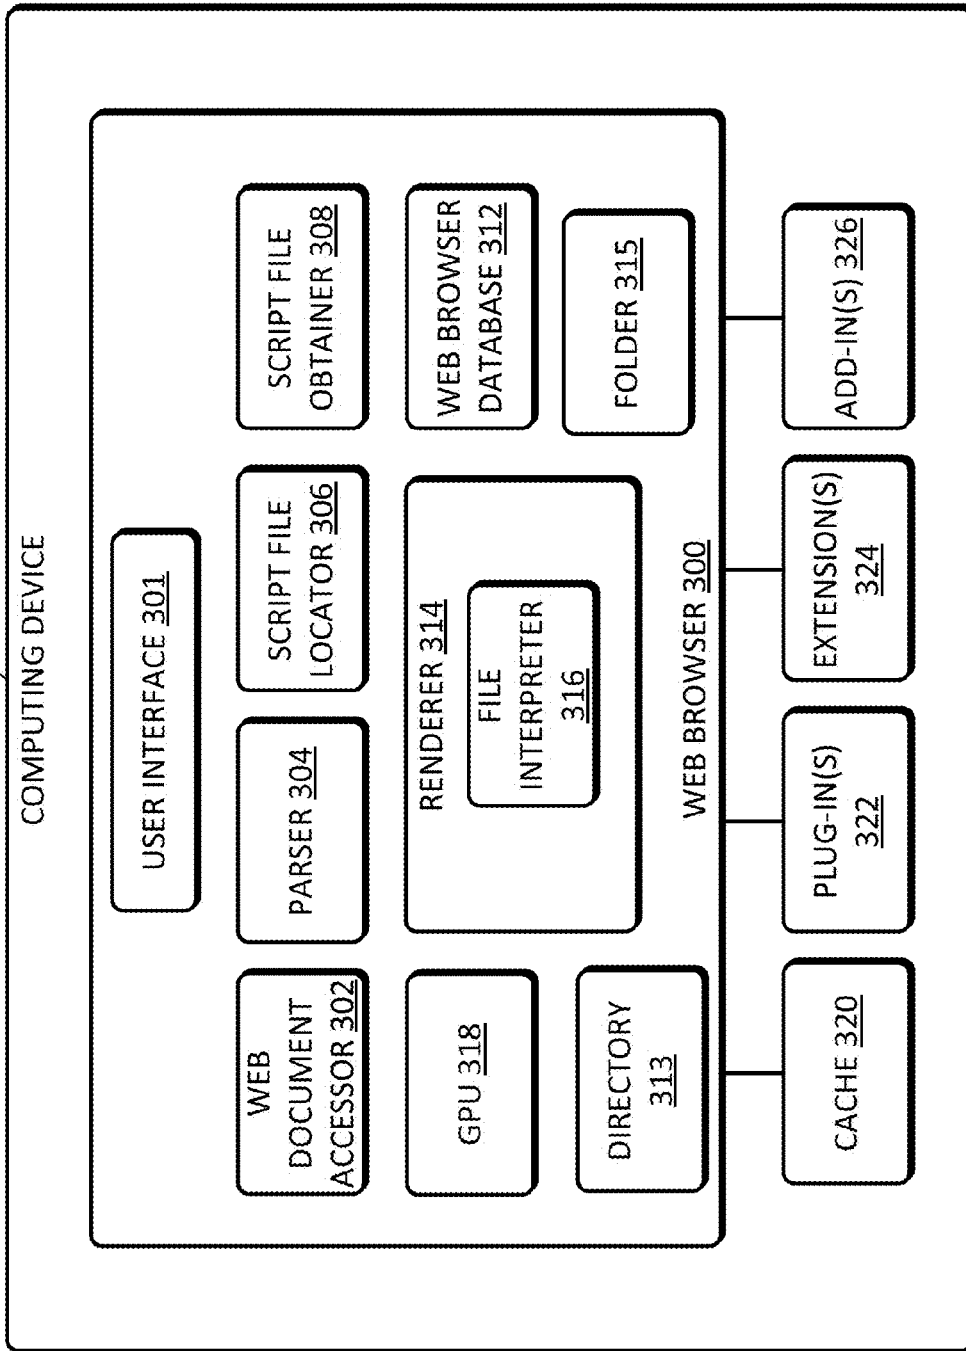 COMPUTING DEVICE
USER INTERFACE 301
WEB
DOCUMENT
ACCESSOR 302
PARSER 304
SCRIPT FILE
LOCATOR 306
SCRIPT FILE
OBTAINER 308
GPU 318
RENDERER 314
FILE
INTERPRETER
316
WEB BROWSER
DATABASE 312
DIRECTORY
313
FOLDER 315
WEB BROWSER 300
CACHE 320
PLUG-IN(S)
322
EXTENSION(S)
324
ADD-IN(S) 326